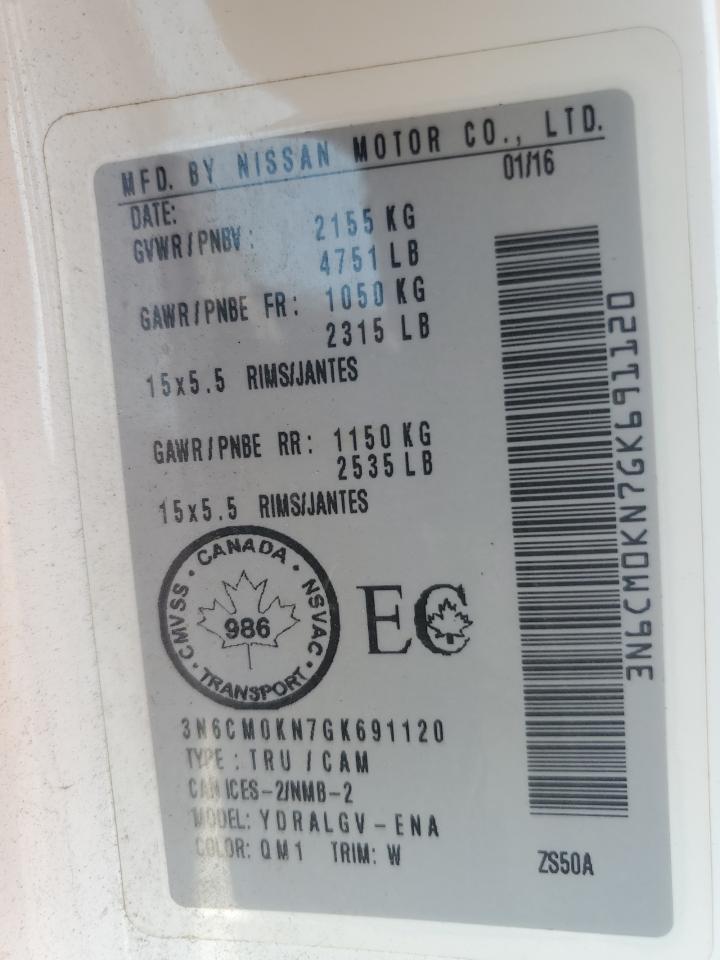 MFD. BY NISSAN MOTOR CO., LTD.
DATE: 01/16
GVWR/PNBV: 2155 KG
4751 LB
GAWR/PNBE FR: 1050 KG
2315 LB
15x5.5 RIMS/JANTES
GAWR/PNBE RR: 1150 KG
2535 LB
15x5.5 RIMS/JANTES
CANADA
CMVSS 986 NSVAC
TRANSPORT
EC
3N6CM0KN7GK691120
TYPE: TRU/CAM
CAN ICES-2/NMB-2
MODEL: YDRALGV-ENA
COLOR: QM1 TRIM: W
ZS50A
3N6CM0KN7GK691120